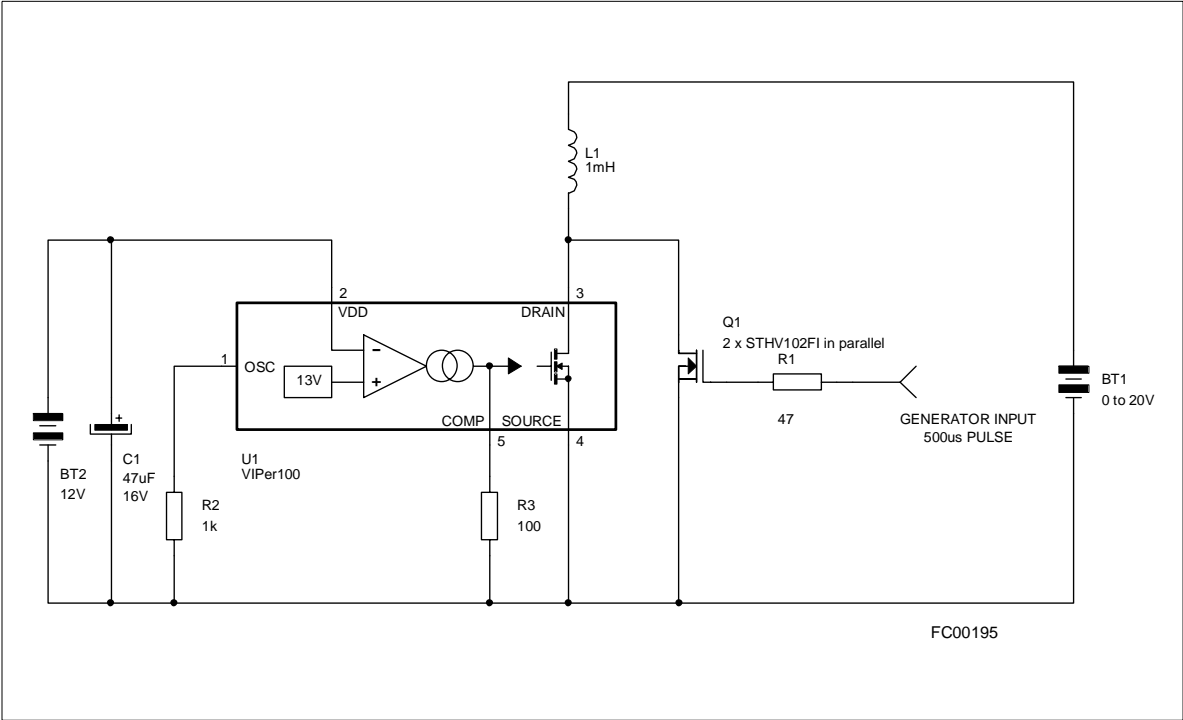 L1
1mH
2
3
VDD
DRAIN
1
OSC
-
+
13V
COMP
SOURCE
5
4
U1
VIPer100
Q1
2 x STHV102FI in parallel
R1
47
GENERATOR INPUT
500us PULSE
BT1
0 to 20V
BT2
12V
+
C1
47uF
16V
R2
1k
R3
100
FC00195